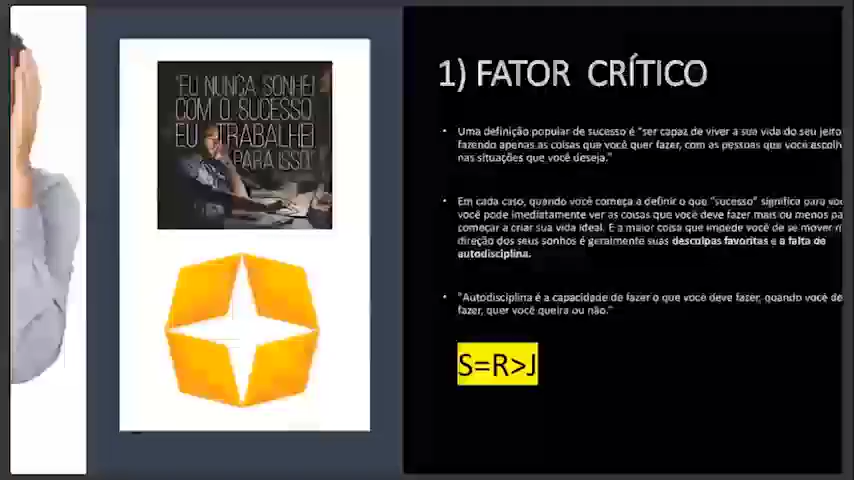 "EU NUNCA SONHEI
COM O SUCESSO.
EU TRABALHEI
PARA ISSO."
1) FATOR CRÍTICO
• Uma definição popular de sucesso é "ser capaz de viver a sua vida do seu jeito
fazendo apenas as coisas que você quer fazer, com as pessoas que você escolh
nas situações que você deseja."
• Em cada caso, quando você começa a definir o que "sucesso" significa para voc
você pode imediatamente ver as coisas que você deve fazer mais ou menos pa
começar a criar sua vida ideal. E a maior coisa que impede você de se mover n
direção dos seus sonhos é geralmente suas desculpas favoritas e a falta de
autodisciplina.
• "Autodisciplina é a capacidade de fazer o que você deve fazer, quando você de
fazer, quer você queira ou não."
S=R>J